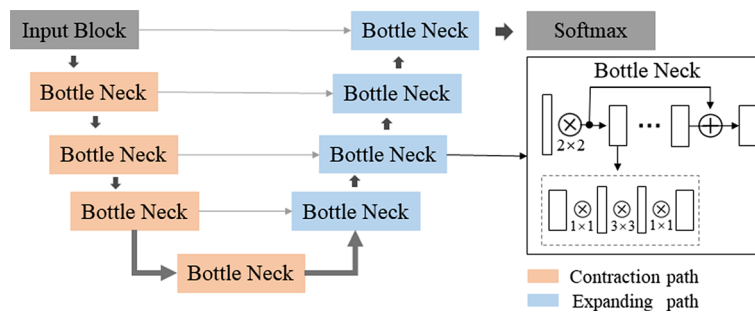 Input Block
Bottle Neck
Softmax
Bottle Neck
Bottle Neck
Bottle Neck
Bottle Neck
Bottle Neck
Bottle Neck
Bottle Neck
Bottle Neck
Bottle Neck
2×2
...
1×1
3×3
1×1
Contraction path
Expanding path